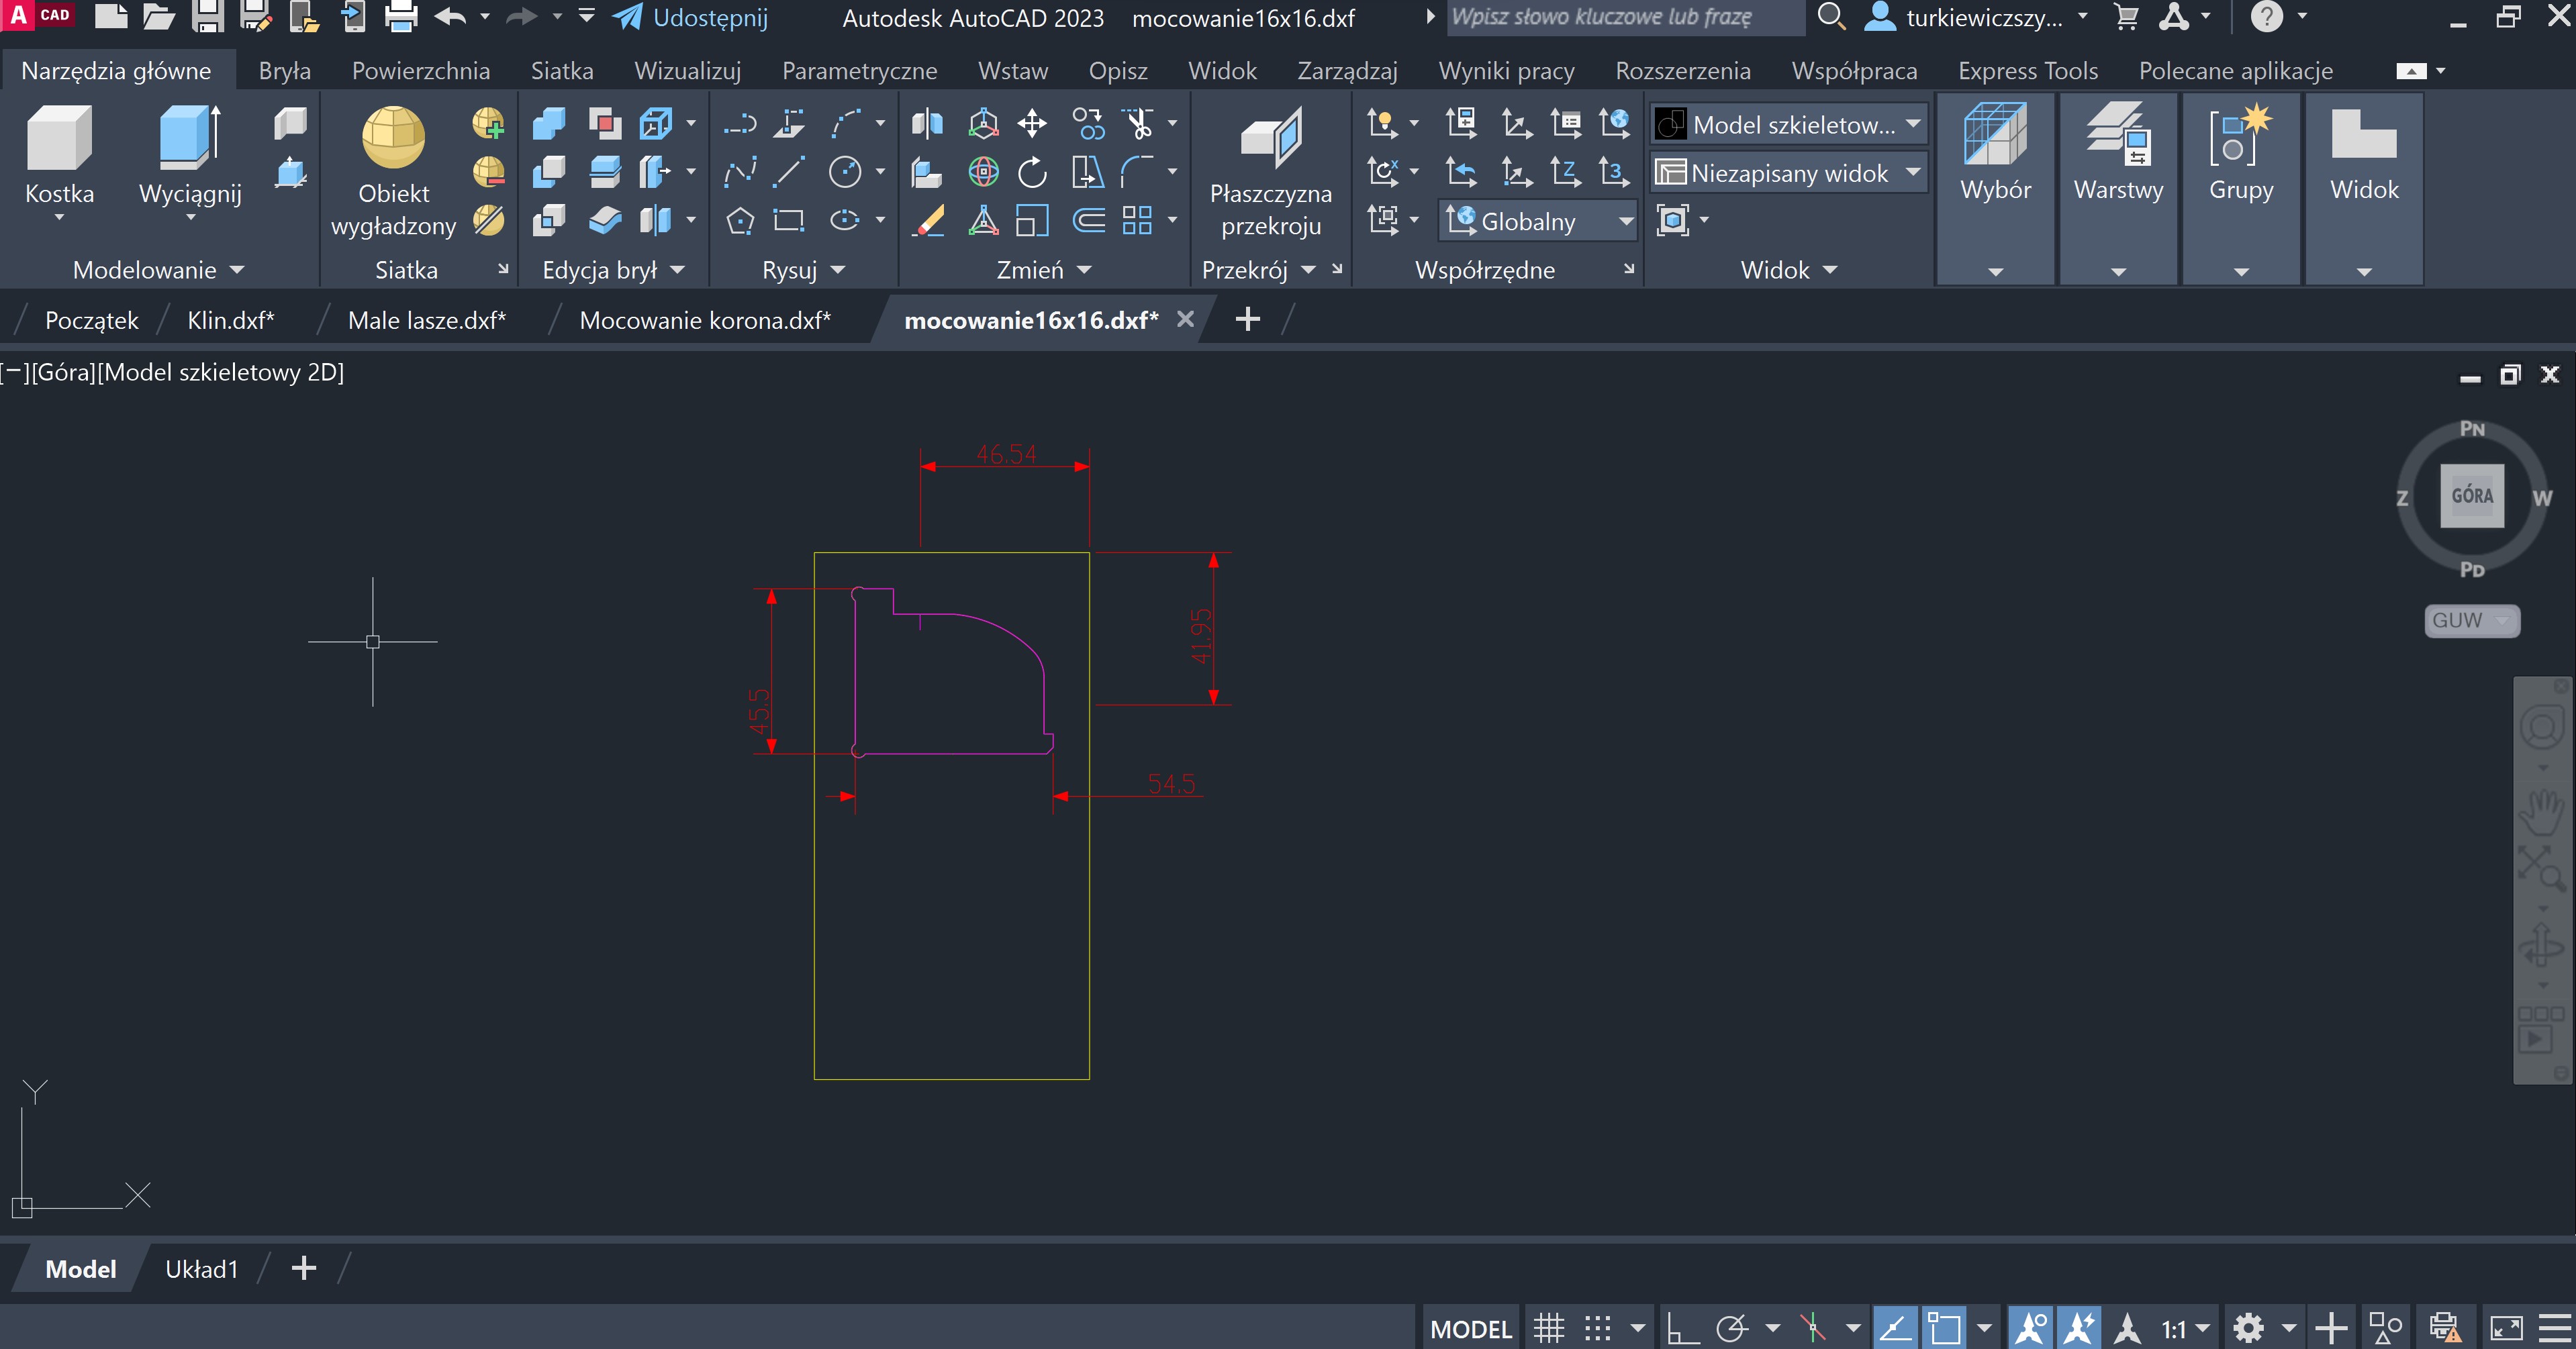 A CAD
Udostępnij
Autodesk AutoCAD 2023 mocowanie16x16.dxf
Wpisz słowo kluczowe lub frazę
turkiewiczszy...
?
Narzędzia główne Bryła Powierzchnia Siatka Wizualizuj Parametryczne Wstaw Opisz Widok Zarządzaj Wyniki pracy Rozszerzenia Współpraca Express Tools Polecane aplikacje
Kostka
Wyciągnij
Modelowanie
Obiekt
wygładzony
Siatka
Edycja brył
Rysuj
Zmień
Płaszczyzna
przekroju
Przekrój
X
Z
3
Globalny
Współrzędne
Model szkieletow...
Niezapisany widok
Widok
Wybór
Warstwy
Grupy
Widok
Początek Klin.dxf* Male lasze.dxf* Mocowanie korona.dxf* mocowanie16x16.dxf*
[−][Góra][Model szkieletowy 2D]
PN
Z GÓRA W
PD
GUW
46.54
41.95
45.5
54.5
Y
X
Model Układ1
MODEL
1:1